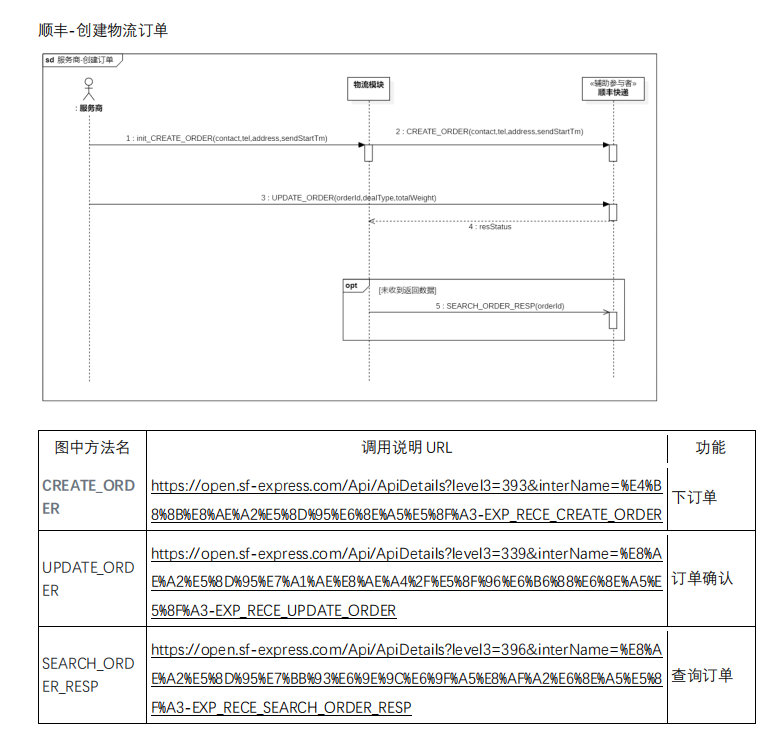 顺丰-创建物流订单
sd 服务商-创建订单
: 服务商
物流模块
«辅助参与者»
顺丰快递
1 : init_CREATE_ORDER(contact,tel,address,sendStartTm)
2 : CREATE_ORDER(contact,tel,address,sendStartTm)
3 : UPDATE_ORDER(orderId,dealType,totalWeight)
4 : resStatus
opt
[未收到返回数据]
5 : SEARCH_ORDER_RESP(orderId)
图中方法名
调用说明 URL
功能
CREATE_ORD
ER
https://open.sf-express.com/Api/ApiDetails?level3=393&interName=%E4%B
8%8B%E8%AE%A2%E5%8D%95%E6%8E%A5%E5%8F%A3-EXP_RECE_CREATE_ORDER
下订单
UPDATE_ORD
ER
https://open.sf-express.com/Api/ApiDetails?level3=339&interName=%E8%A
E%A2%E5%8D%95%E7%A1%AE%E8%AE%A4%2F%E5%8F%96%E6%B6%88%E6%8E%A5%E
5%8F%A3-EXP_RECE_UPDATE_ORDER
订单确认
SEARCH_ORD
ER_RESP
https://open.sf-express.com/Api/ApiDetails?level3=396&interName=%E8%A
E%A2%E5%8D%95%E7%BB%93%E6%9E%9C%E6%9F%A5%E8%AF%A2%E6%8E%A5%E5%8
F%A3-EXP_RECE_SEARCH_ORDER_RESP
查询订单